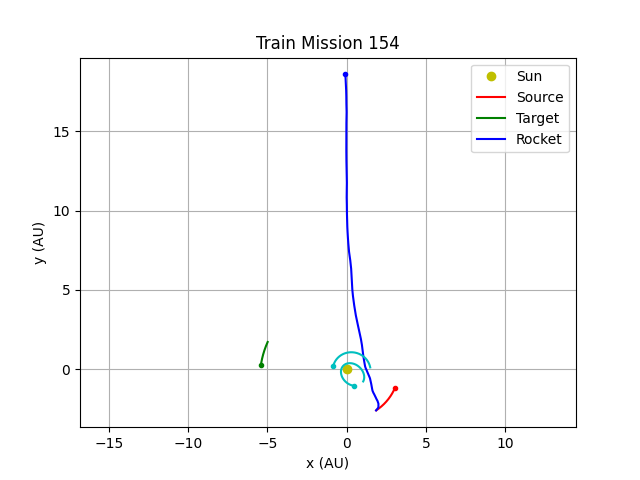 Train Mission 154
Sun
Source
Target
Rocket
15
10
5
0
y (AU)
−15
−10
−5
0
5
10
x (AU)